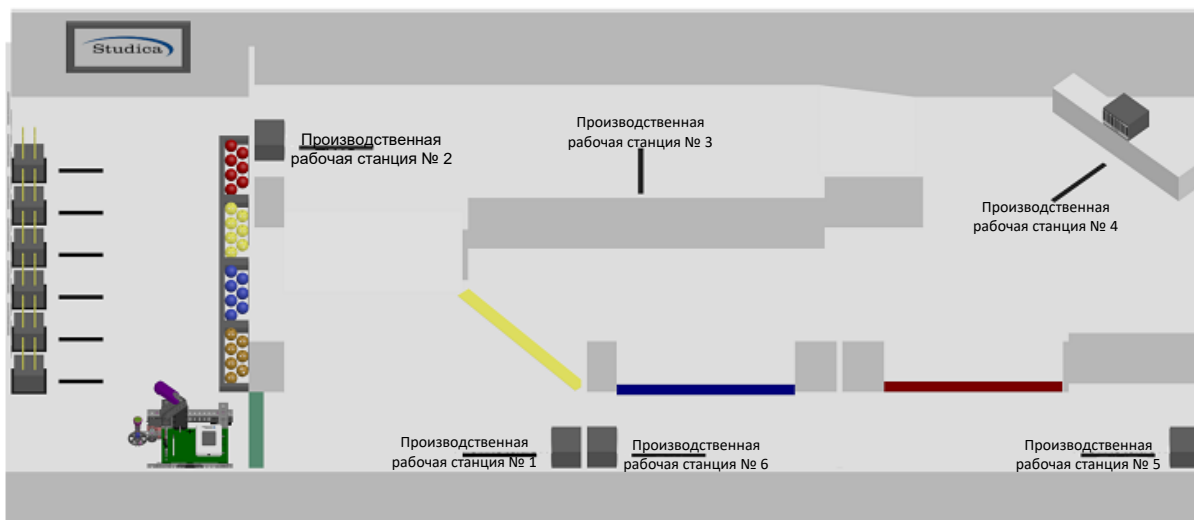 Studica
Производственная
рабочая станция № 2
Производственная
рабочая станция № 3
Производственная
рабочая станция № 4
Производственная
рабочая станция № 1
Производственная
рабочая станция № 6
Производственная
рабочая станция № 5